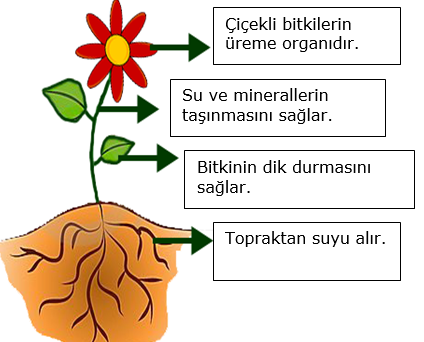 Çiçekli bitkilerin
üreme organıdır.
Su ve minerallerin
taşınmasını sağlar.
Bitkinin dik durmasını
sağlar.
Topraktan suyu alır.